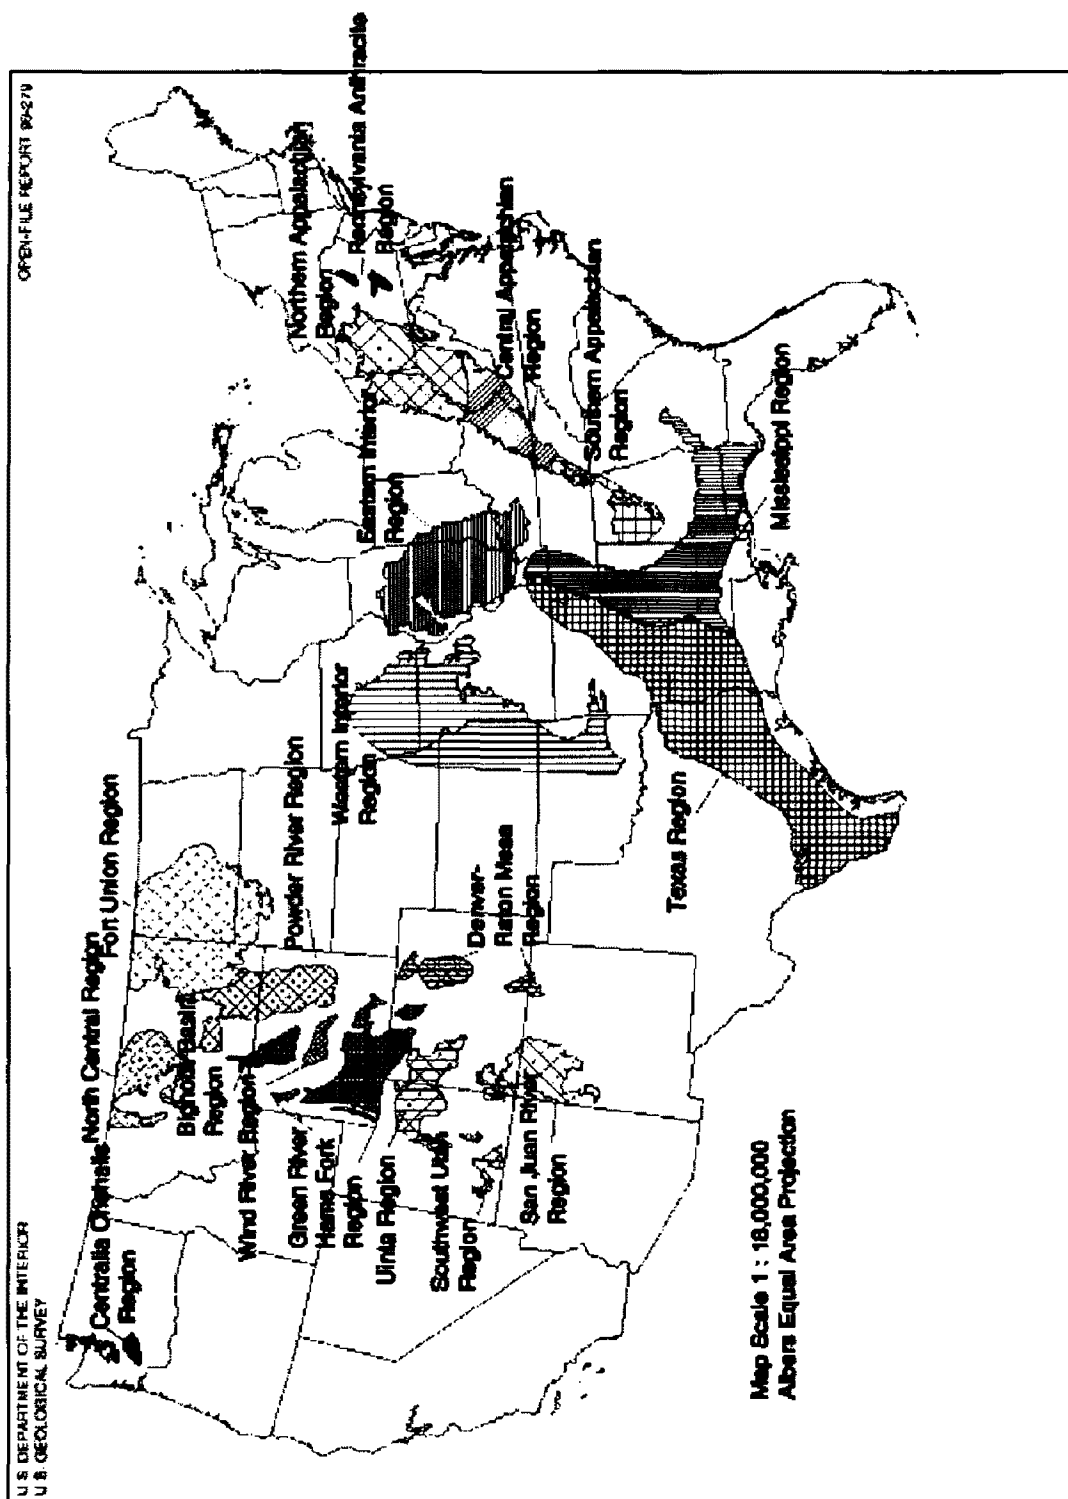 U.S. DEPARTMENT OF THE INTERIOR
U.S. GEOLOGICAL SURVEY
OPEN-FILE REPORT
Centralia Chehalis
Region
North Central Region
Fort Union Region
Bighorn Basin
Region
Wind River Region
Green River
Hams Fork
Region
Uinta Region
Southwest Utah
Region
San Juan River
Region
Powder River Region
Denver-
Raton Mesa
Region
Western Interior
Region
Texas Region
Eastern Interior
Region
Northern Appalachian
Region
Pennsylvania Anthracite
Region
Central Appalachian
Region
Southern Appalachian
Region
Mississippi Region
Map Scale 1 : 18,000,000
Albers Equal Area Projection